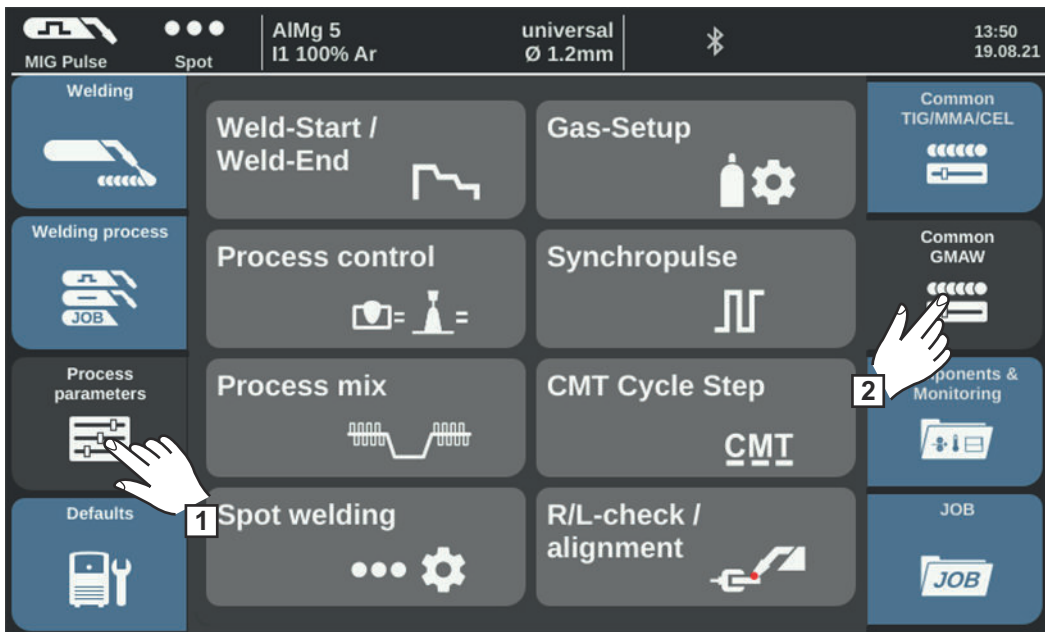 MIG Pulse
Spot
AlMg 5
I1 100% Ar
universal
Ø 1.2mm
13:50
19.08.21
Welding
Welding process
JOB
Process
parameters
Defaults
1
Weld-Start /
Weld-End
Gas-Setup
Process control
= =
Synchropulse
Process mix
CMT Cycle Step
CMT
Spot welding
R/L-check /
alignment
Common
TIG/MMA/CEL
Common
GMAW
2
ponents &
Monitoring
JOB
JOB